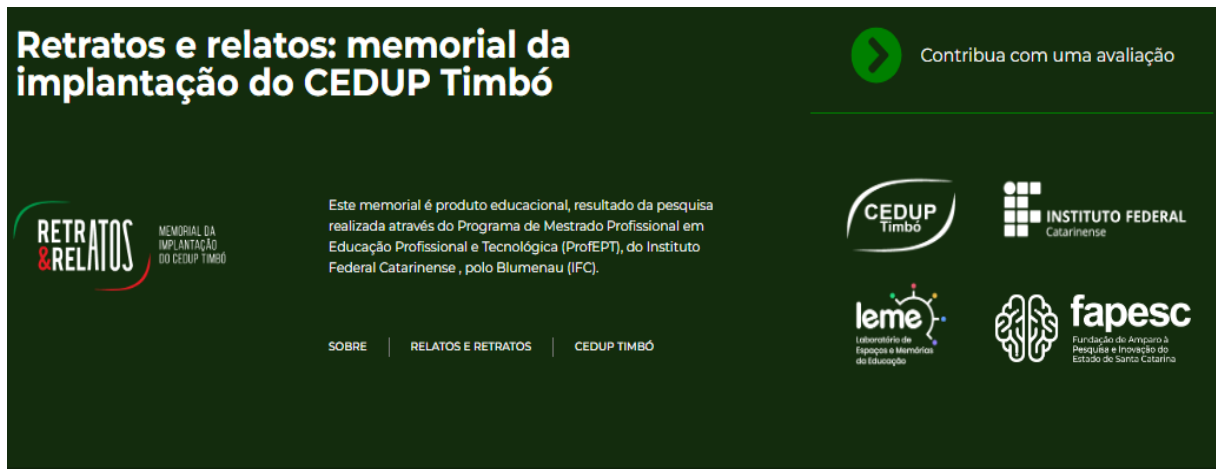 Retratos e relatos: memorial da
implantação do CEDUP Timbó
Contribua com uma avaliação
RETRATOS
&RELATOS
MEMORIAL DA
IMPLANTAÇÃO
DO CEDUP TIMBÓ
Este memorial é produto educacional, resultado da pesquisa
realizada através do Programa de Mestrado Profissional em
Educação Profissional e Tecnológica (ProfEPT), do Instituto
Federal Catarinense , polo Blumenau (IFC).
SOBRE
RELATOS E RETRATOS
CEDUP TIMBÓ
CEDUP
Timbó
INSTITUTO FEDERAL
Catarinense
leme
Laboratório de
Espaços e Memórias
da Educação
fapesc
Fundação de Amparo à
Pesquisa e Inovação do
Estado de Santa Catarina